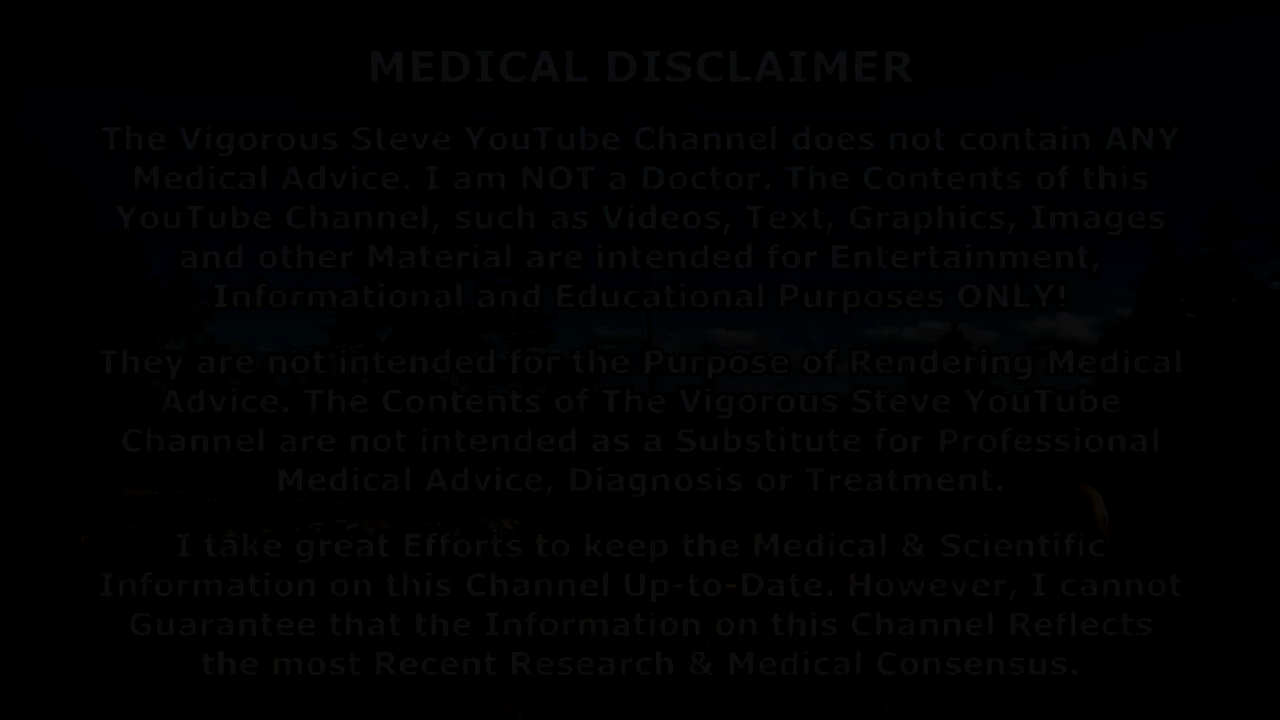 MEDICAL DISCLAIMER
The Vigorous Steve YouTube Channel does not contain ANY
Medical Advice. I am NOT a Doctor. The Contents of this
YouTube Channel, such as Videos, Text, Graphics, Images
and other Material are intended for Entertainment,
Informational and Educational Purposes ONLY!
They are not intended for the Purpose of Rendering Medical
Advice. The Contents of The Vigorous Steve YouTube
Channel are not intended as a Substitute for Professional
Medical Advice, Diagnosis or Treatment.
I take great Efforts to keep the Medical & Scientific
Information on this Channel Up-to-Date. However, I cannot
Guarantee that the Information on this Channel Reflects
the most Recent Research & Medical Consensus.